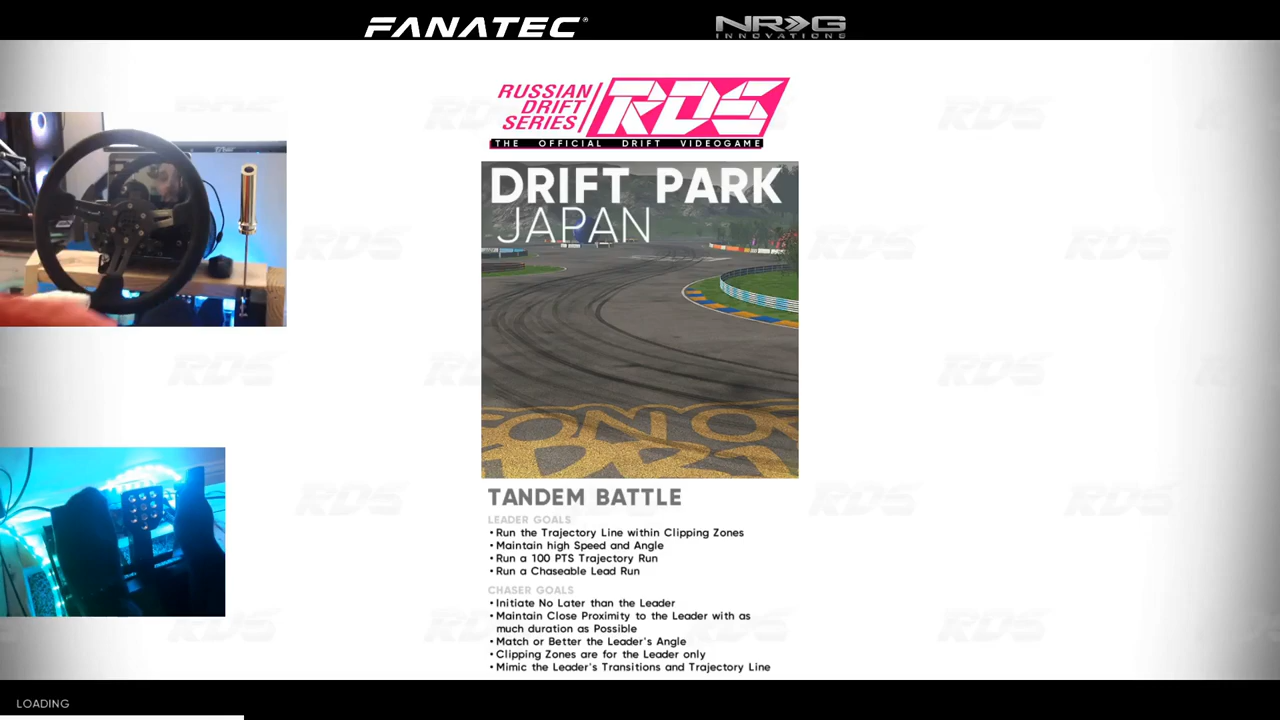 FANATEC
NRG
INNOVATIONS
RUSSIAN
DRIFT
SERIES
RDS
THE OFFICIAL DRIFT VIDEOGAME
DRIFT PARK
JAPAN
TANDEM BATTLE
LEADER GOALS
• Run the Trajectory Line within Clipping Zones
• Maintain high Speed and Angle
• Run a 100 PTS Trajectory Run
• Run a Chaseable Lead Run
CHASER GOALS
• Initiate No Later than the Leader
• Maintain Close Proximity to the Leader with as
much duration as Possible
• Match or Better the Leader's Angle
• Clipping Zones are for the Leader only
• Mimic the Leader's Transitions and Trajectory Line
LOADING